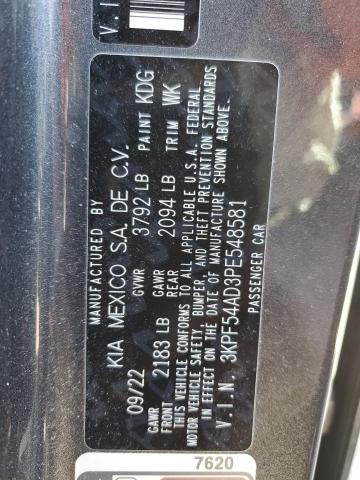 V.I.
MANUFACTURED BY
KIA MEXICO S.A. DE C.V.
09/22 GVWR 3792 LB PAINT KDG
GAWR FRONT 2183 LB GAWR REAR 2094 LB TRIM WK
THIS VEHICLE CONFORMS TO ALL APPLICABLE U.S.A. FEDERAL
MOTOR VEHICLE SAFETY, BUMPER, AND THEFT PREVENTION STANDARDS
IN EFFECT ON THE DATE OF MANUFACTURE SHOWN ABOVE.
V.I.N. 3KPF54AD3PE548581
PASSENGER CAR
7620